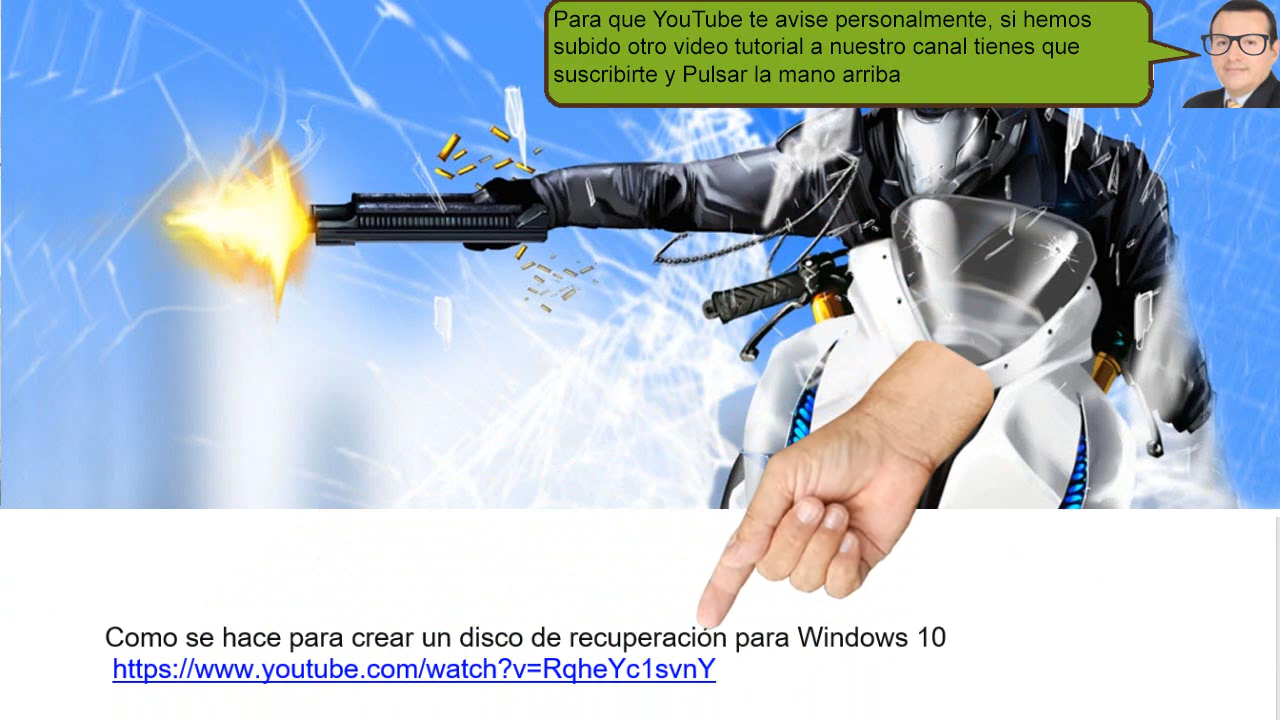 Para que YouTube te avise personalmente, si hemos
subido otro video tutorial a nuestro canal tienes que
suscribirte y Pulsar la mano arriba
Como se hace para crear un disco de recuperación para Windows 10
https://www.youtube.com/watch?v=RqheYc1svnY